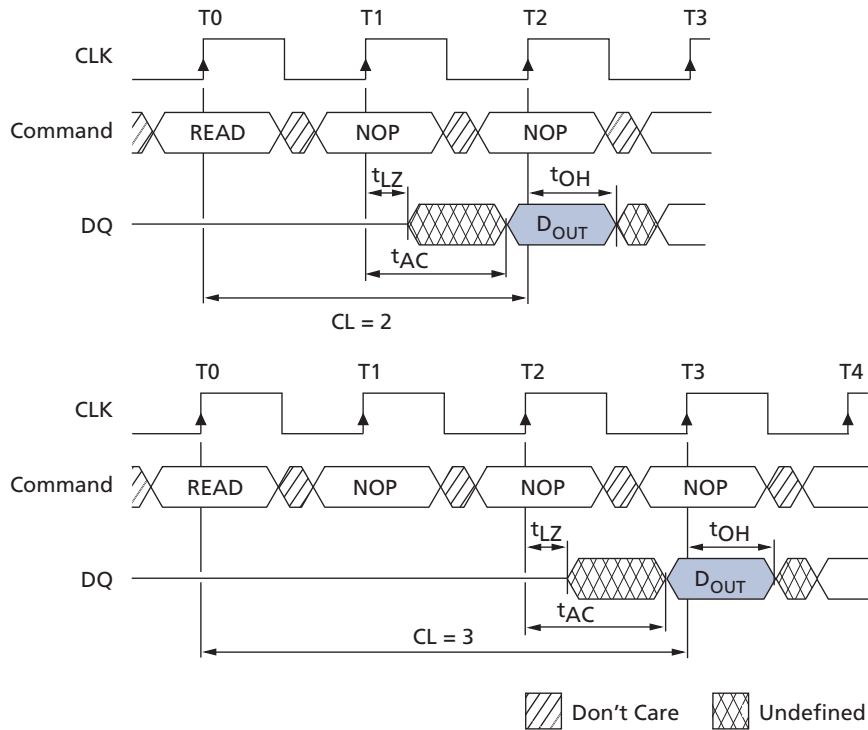 T0 T1 T2 T3
CLK
Command READ NOP NOP
tLZ tOH
DQ DOUT
tAC
CL = 2
T0 T1 T2 T3 T4
CLK
Command READ NOP NOP NOP
tLZ tOH
DQ DOUT
tAC
CL = 3
Don't Care Undefined